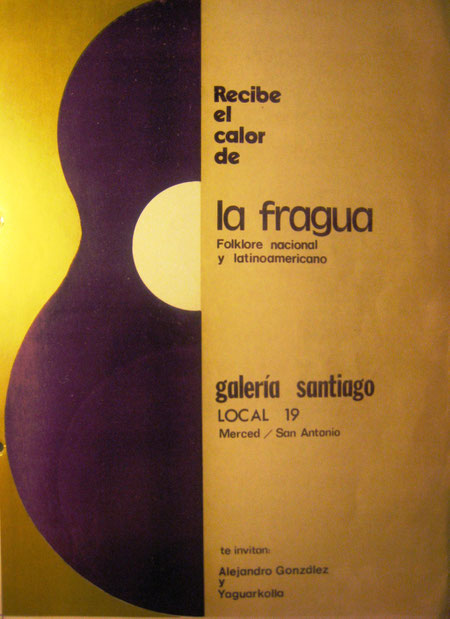 Recibe
el
calor
de
la fragua
Folklore nacional
y latinoamericano
galería santiago
LOCAL 19
Merced / San Antonio
te invitan:
Alejandro González
y
Yaguarkolla